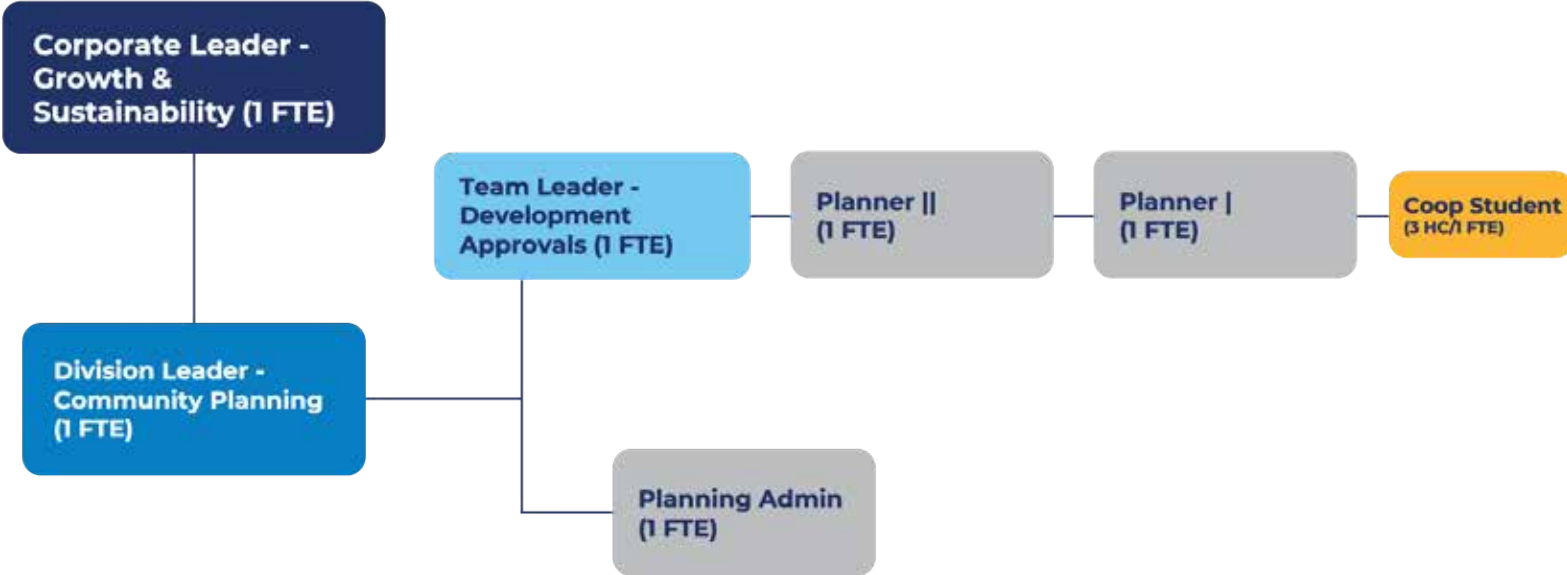 Corporate Leader -
Growth &
Sustainability (1 FTE)
Team Leader -
Development
Approvals (1 FTE)
Planner ||
(1 FTE)
Planner |
(1 FTE)
Coop Student
(3 HC/1 FTE)
Division Leader -
Community Planning
(1 FTE)
Planning Admin
(1 FTE)